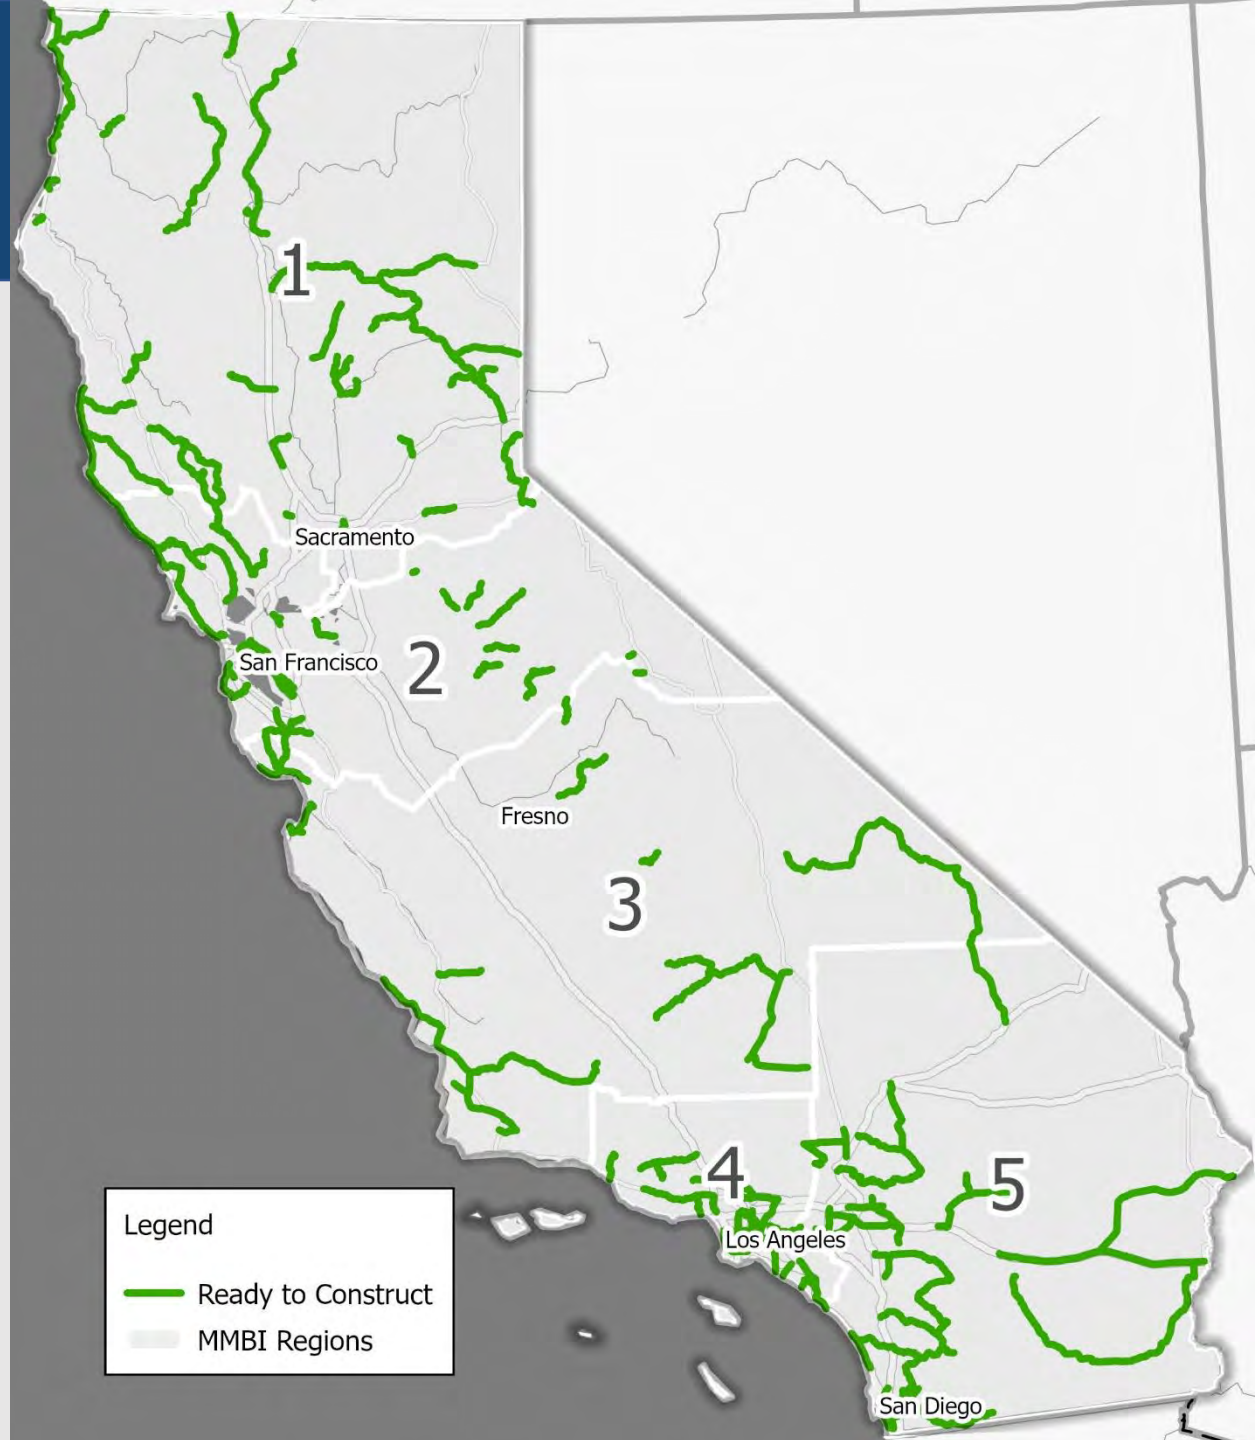 1
Sacramento
San Francisco
2
Fresno
3
4
5
Los Angeles
San Diego
Legend
Ready to Construct
MMBI Regions